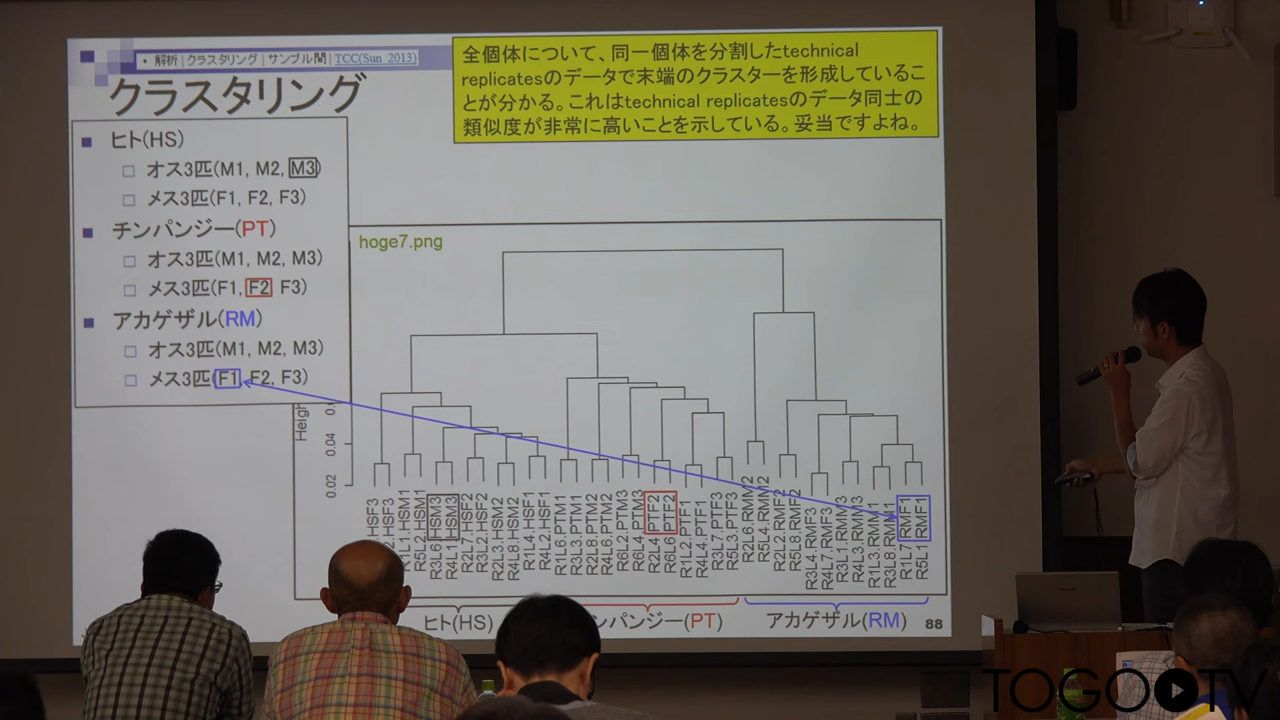 ・ 解析 | クラスタリング | サンプル間 | TCC(Sun_2013)
クラスタリング
全個体について、同一個体を分割したtechnical
replicatesのデータで末端のクラスターを形成しているこ
とが分かる。これはtechnical replicatesのデータ同士の
類似度が非常に高いことを示している。妥当ですよね。
ヒト(HS)
オス3匹(M1, M2, M3)
メス3匹(F1, F2, F3)
チンパンジー(PT)
オス3匹(M1, M2, M3)
メス3匹(F1, F2 F3)
アカゲザル(RM)
オス3匹(M1, M2, M3)
メス3匹(F1, F2, F3)
hoge7.png
Heigh
0.04
0.02
.HSF3
.HSF3
R1L1.HSM1
R5L2.HSM1
R3L6.HSM3
R4L1.HSM3
R2L7.HSF2
R3L2.HSF2
R2L3.HSM2
R4L8.HSM2
R1L4.HSF1
R4L2.HSF1
R1L6.PTM1
R3L3.PTM1
R2L8.PTM2
R4L6.PTM2
R6L2.PTM3
R6L4.PTM3
R2L4.PTF2
R6L6.PTF2
R1L2.PTF1
R4L4.PTF1
R3L7.PTF3
R5L3.PTF3
R2L6.RMM2
R5L4.RMM2
R2L2.RMF2
R5L8.RMF2
R3L4.RMF3
R4L7.RMF3
R3L1.RMM3
R4L3.RMM3
R1L3.RMM1
R3L8.RMM1
R1L7.RMF1
R5L1.RMF1
ヒト(HS)
ンパンジー(PT)
アカゲザル(RM)
88
TOGO TV